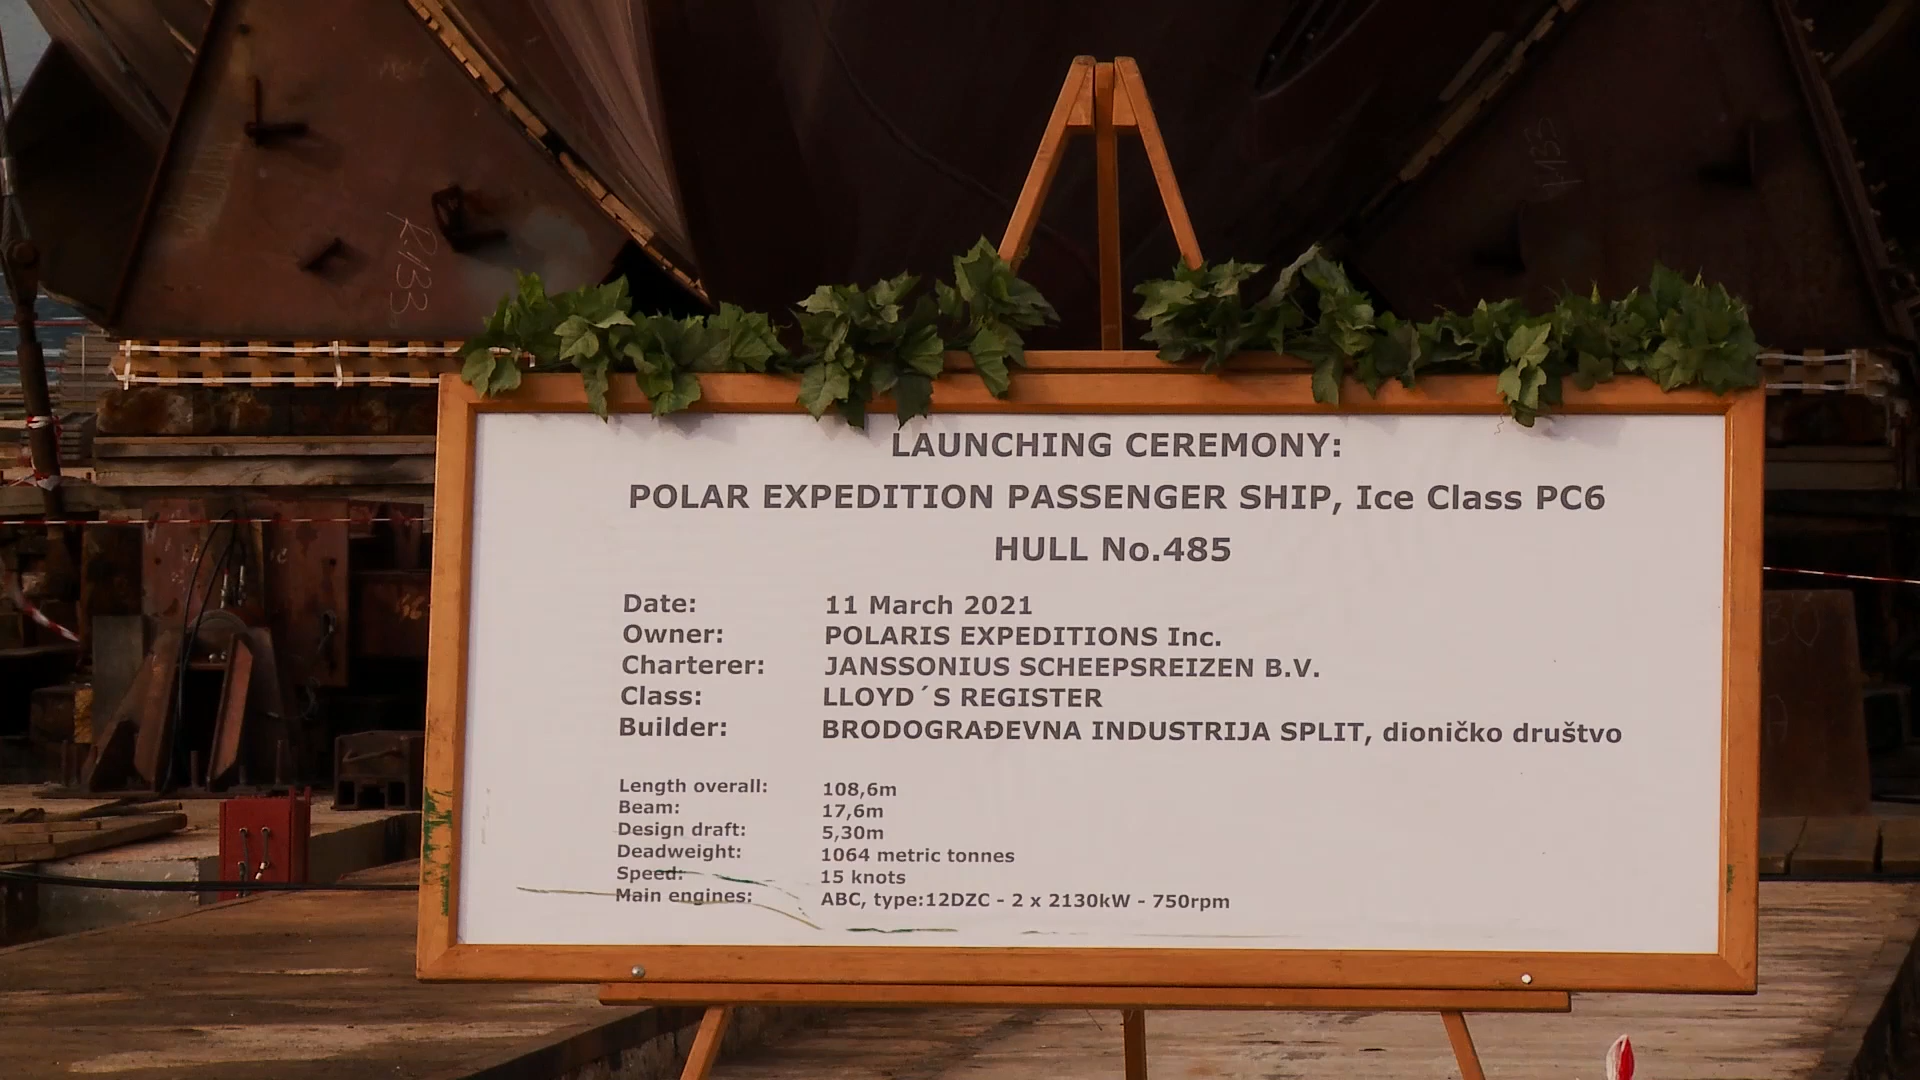 LAUNCHING CEREMONY:
POLAR EXPEDITION PASSENGER SHIP, Ice Class PC6
HULL No.485
Date: 11 March 2021
Owner: POLARIS EXPEDITIONS Inc.
Charterer: JANSSONIUS SCHEEPSREIZEN B.V.
Class: LLOYD´S REGISTER
Builder: BRODOGRAĐEVNA INDUSTRIJA SPLIT, dioničko društvo
Length overall: 108,6m
Beam: 17,6m
Design draft: 5,30m
Deadweight: 1064 metric tonnes
Speed: 15 knots
Main engines: ABC, type:12DZC - 2 x 2130kW - 750rpm